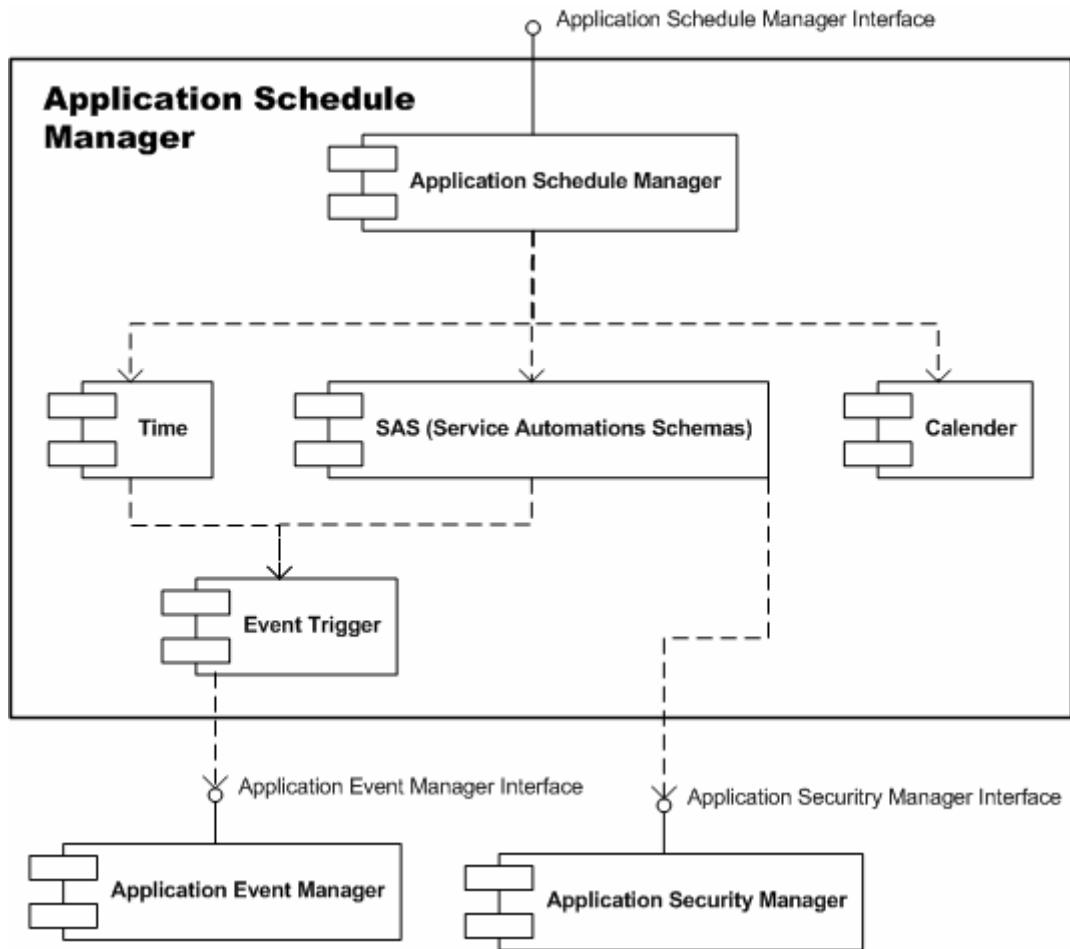 Application Schedule Manager Interface
Application Schedule
Manager
Application Schedule Manager
Time
SAS (Service Automations Schemas)
Calender
Event Trigger
Application Event Manager Interface
Application Securitry Manager Interface
Application Event Manager
Application Security Manager